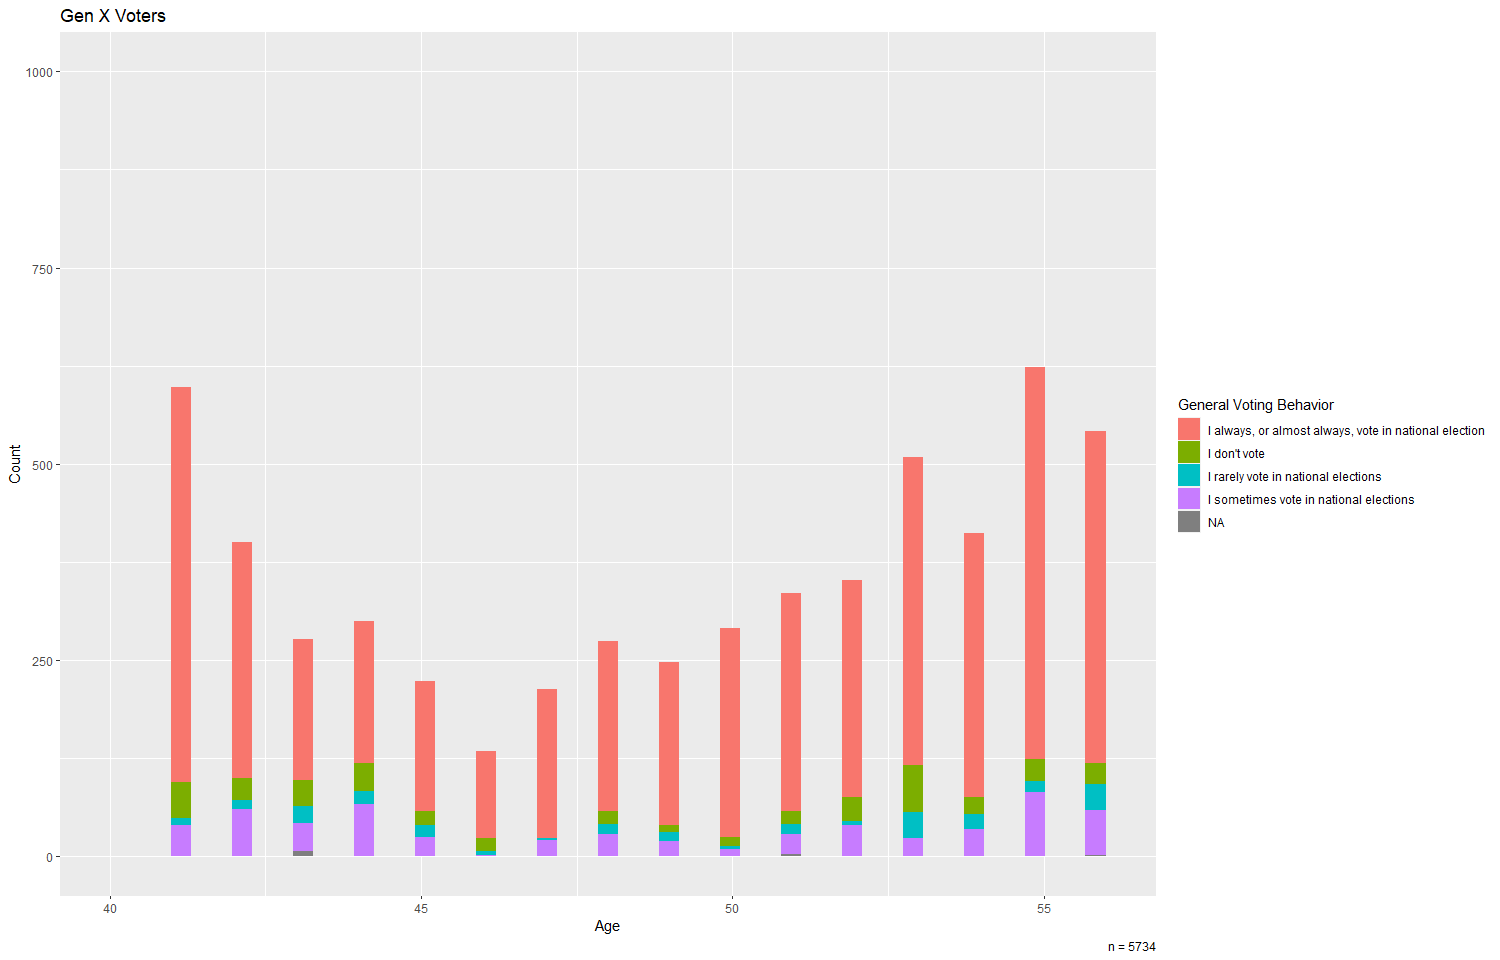 Gen X Voters
1000
750
500
250
0
Count
40 45 50 55
Age
n = 5734
General Voting Behavior
I always, or almost always, vote in national election
I don't vote
I rarely vote in national elections
I sometimes vote in national elections
NA